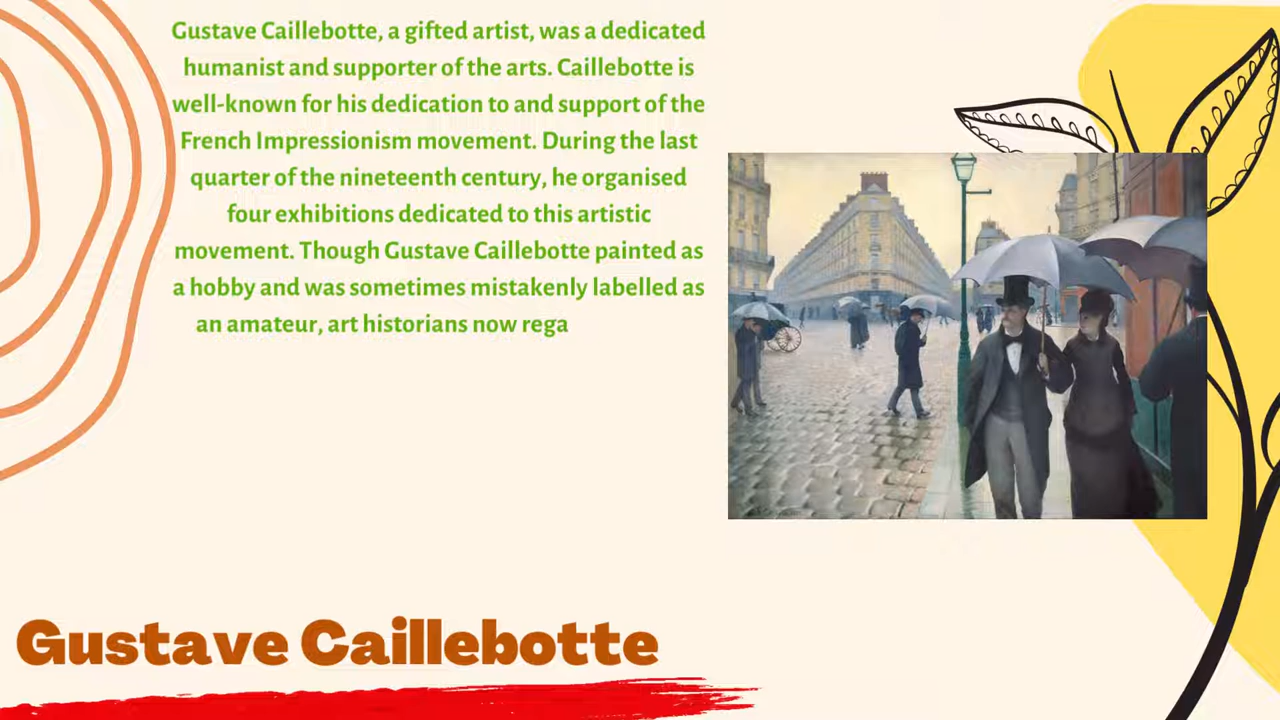 Gustave Caillebotte, a gifted artist, was a dedicated
humanist and supporter of the arts. Caillebotte is
well-known for his dedication to and support of the
French Impressionism movement. During the last
quarter of the nineteenth century, he organised
four exhibitions dedicated to this artistic
movement. Though Gustave Caillebotte painted as
a hobby and was sometimes mistakenly labelled as
an amateur, art historians now rega
Gustave Caillebotte